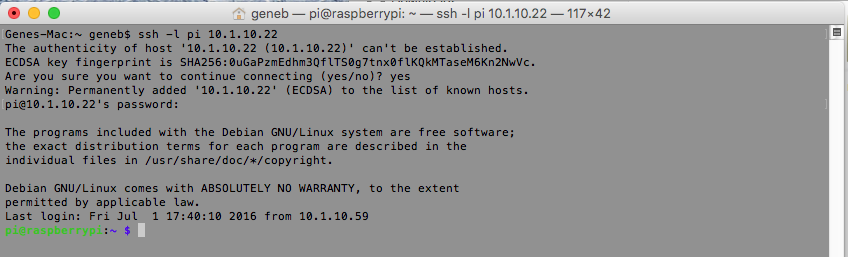 geneb — pi@raspberrypi: ~ — ssh -l pi 10.1.10.22 — 117×42
Genes-Mac:~ geneb$ ssh -l pi 10.1.10.22
The authenticity of host '10.1.10.22 (10.1.10.22)' can't be established.
ECDSA key fingerprint is SHA256:0uGaPzmEdhm3QflTS0g7tnx0flKQkMTaseM6Kn2NwVc.
Are you sure you want to continue connecting (yes/no)? yes
Warning: Permanently added '10.1.10.22' (ECDSA) to the list of known hosts.
pi@10.1.10.22's password:
The programs included with the Debian GNU/Linux system are free software;
the exact distribution terms for each program are described in the
individual files in /usr/share/doc/*/copyright.
Debian GNU/Linux comes with ABSOLUTELY NO WARRANTY, to the extent
permitted by applicable law.
Last login: Fri Jul  1 17:40:10 2016 from 10.1.10.59
pi@raspberrypi:~ $